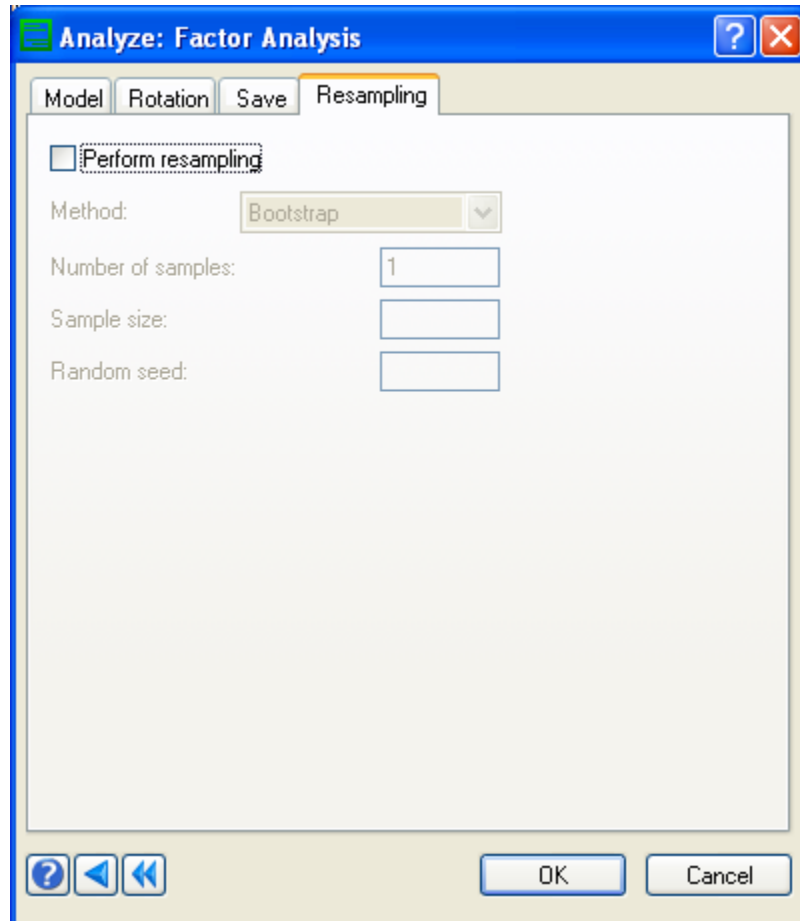 Analyze: Factor Analysis
Model Rotation Save Resampling
Perform resampling
Method: Bootstrap
Number of samples: 1
Sample size:
Random seed:
OK Cancel